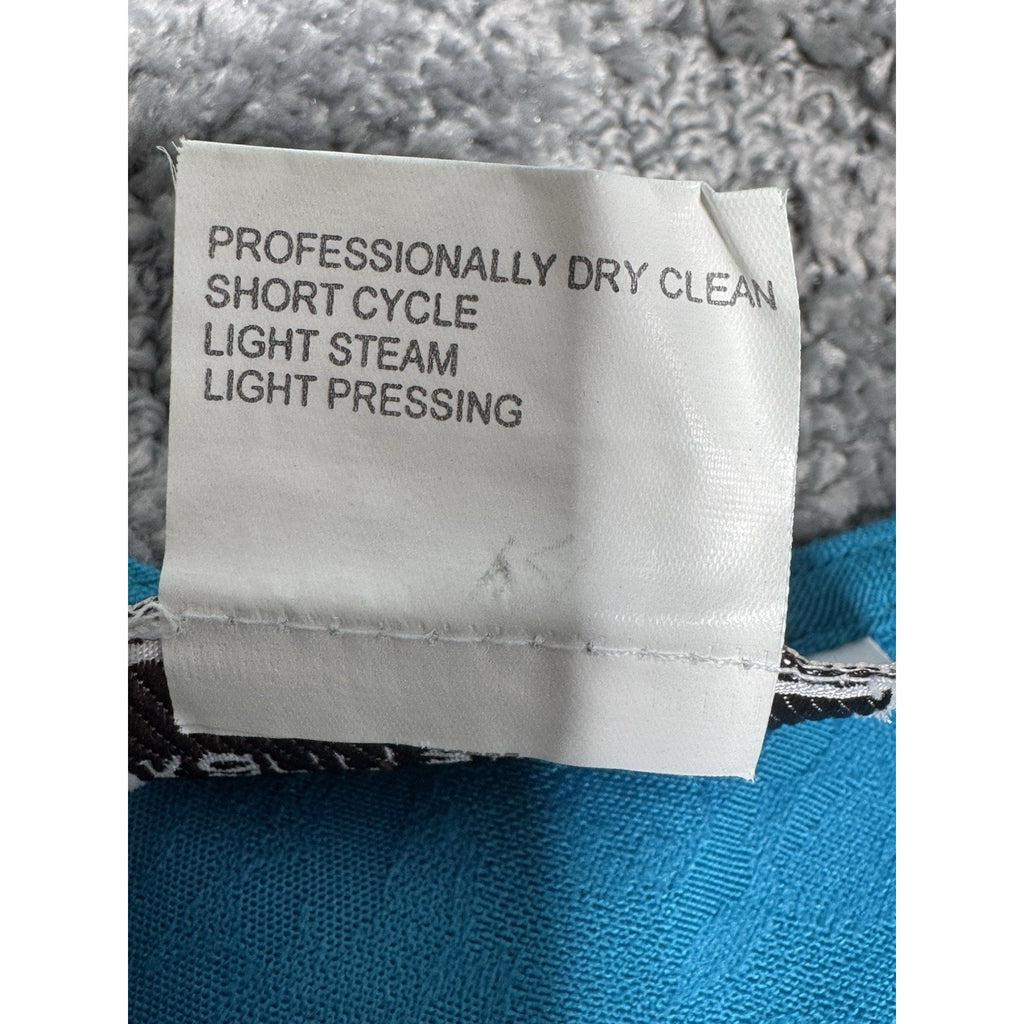 PROFESSIONALLY DRY CLEAN
SHORT CYCLE
LIGHT STEAM
LIGHT PRESSING